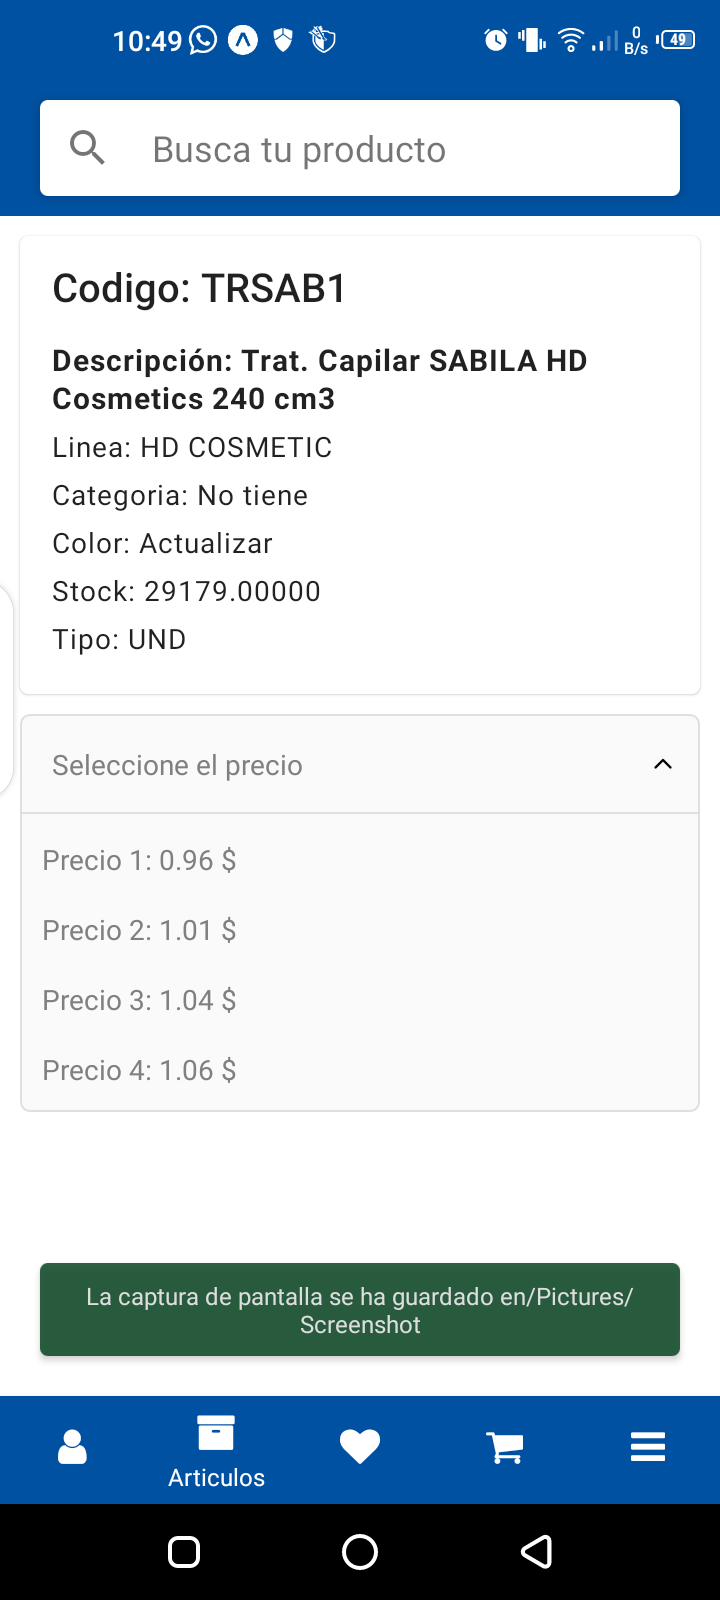 10:49
0
B/s
49
Busca tu producto
Codigo: TRSAB1
Descripción: Trat. Capilar SABILA HD
Cosmetics 240 cm3
Linea: HD COSMETIC
Categoria: No tiene
Color: Actualizar
Stock: 29179.00000
Tipo: UND
Seleccione el precio
Precio 1: 0.96 $
Precio 2: 1.01 $
Precio 3: 1.04 $
Precio 4: 1.06 $
La captura de pantalla se ha guardado en/Pictures/
Screenshot
Articulos